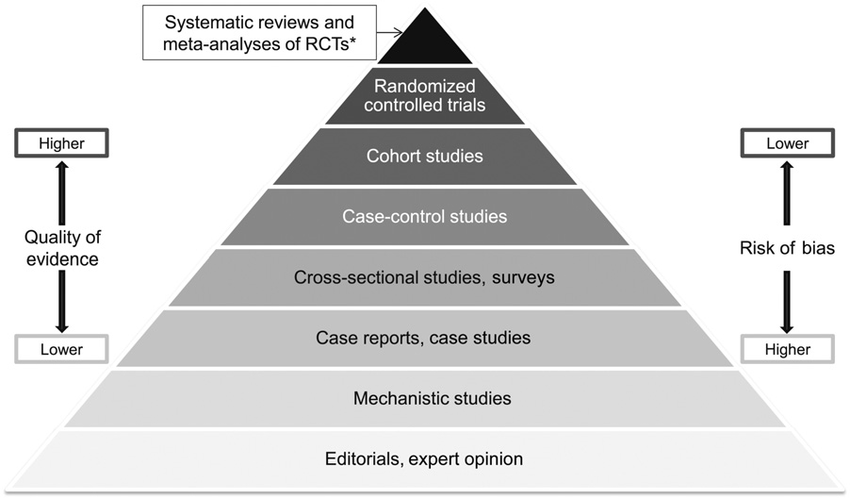 Systematic reviews and
meta-analyses of RCTs*
Randomized
controlled trials
Higher
Lower
Cohort studies
Case-control studies
Quality of
evidence
Risk of bias
Cross-sectional studies, surveys
Case reports, case studies
Lower
Higher
Mechanistic studies
Editorials, expert opinion